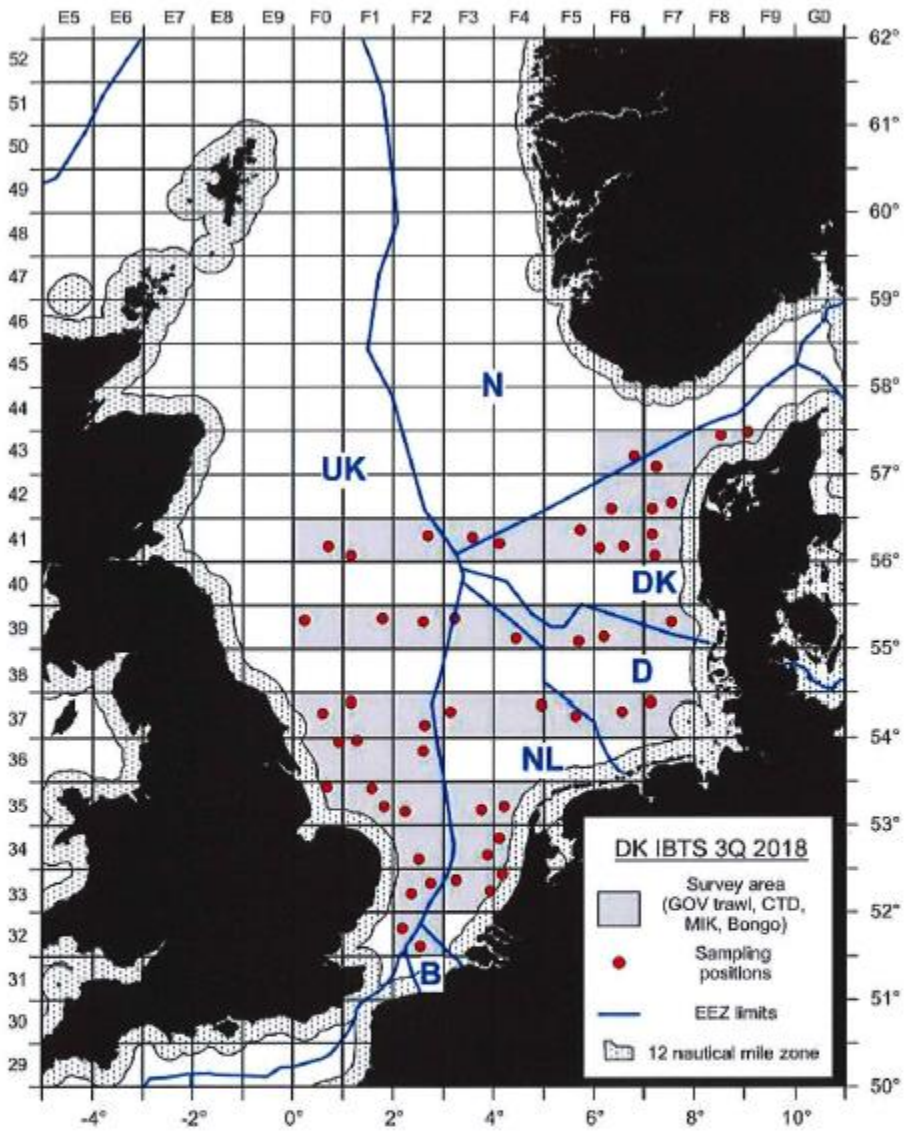 E5 E6 E7 E8 E9 F0 F1 F2 F3 F4 F5 F6 F7 F8 F9 G0
52
51
50
49
48
47
46
45
44
43
42
41
40
39
38
37
36
35
34
33
32
31
30
29
62°
61°
60°
59°
58°
57°
56°
55°
54°
53°
52°
51°
50°
N
UK
DK
D
NL
B
DK IBTS 3Q 2018
Survey area
(GOV trawl, CTD,
MIK, Bongo)
Sampling
positions
EEZ limits
12 nautical mile zone
-4° -2° 0° 2° 4° 6° 8° 10°